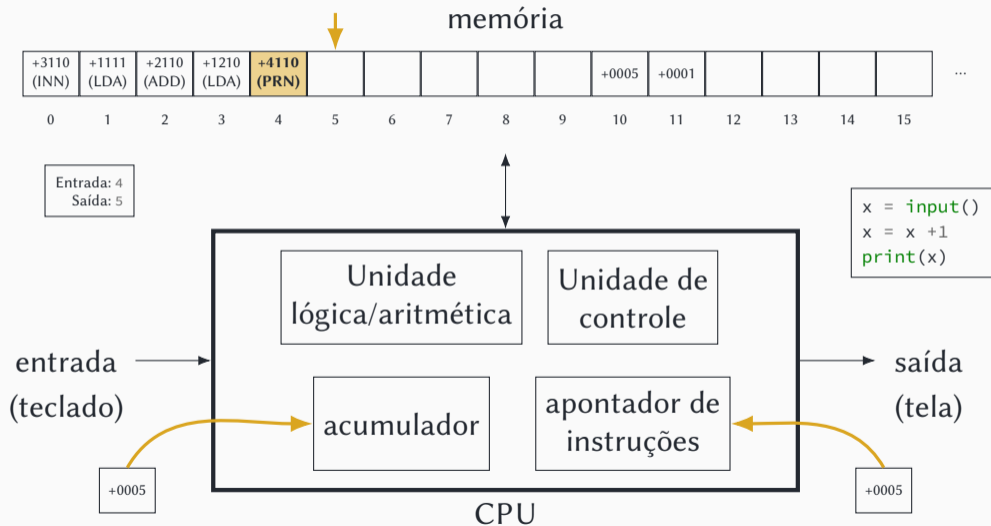 memória
+3110 +1111 +2110 +1210 +4110 +0005 +0001 ...
(INN) (LDA) (ADD) (LDA) (PRN)
0 1 2 3 4 5 6 7 8 9 10 11 12 13 14 15
Entrada: 4
Saída: 5
x = input()
x = x +1
print(x)
Unidade
lógica/aritmética
Unidade de
controle
entrada
(teclado)
saída
(tela)
acumulador
apontador de
instruções
+0005
+0005
CPU